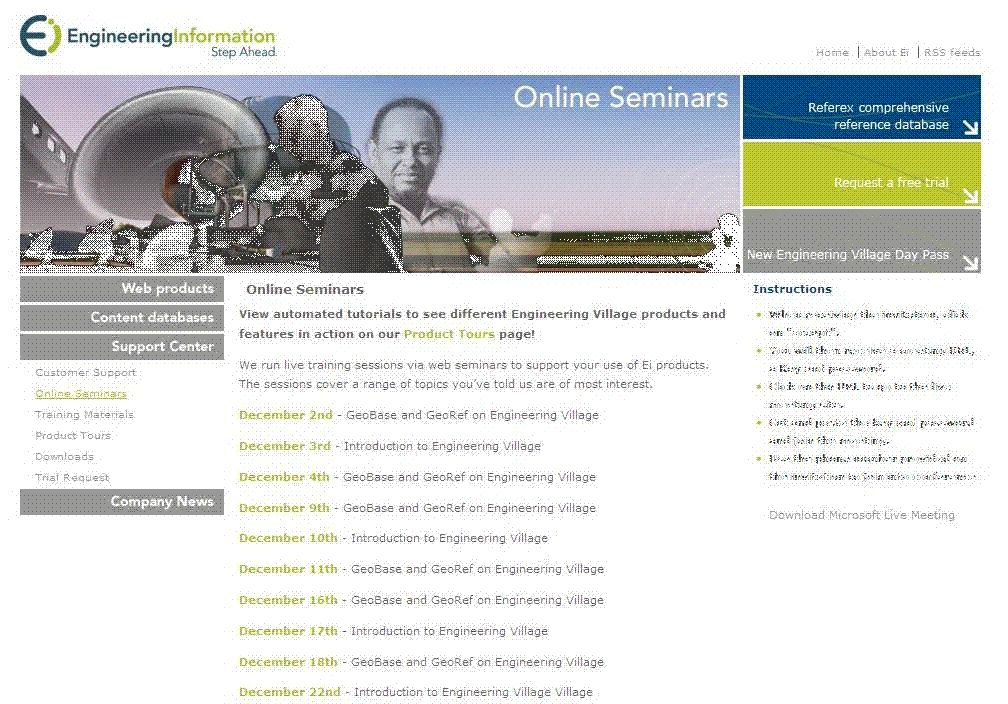 EngineeringInformation
Step Ahead.
Home | About Ei | RSS feeds
Online Seminars
Referex comprehensive
reference database
Request a free trial
New Engineering Village Day Pass
Web products
Content databases
Support Center
Customer Support
Online Seminars
Training Materials
Product Tours
Downloads
Trial Request
Company News
Online Seminars
View automated tutorials to see different Engineering Village products and
features in action on our Product Tours page!
We run live training sessions via web seminars to support your use of Ei products.
The sessions cover a range of topics you've told us are of most interest.
December 2nd - GeoBase and GeoRef on Engineering Village
December 3rd - Introduction to Engineering Village
December 4th - GeoBase and GeoRef on Engineering Village
December 9th - GeoBase and GeoRef on Engineering Village
December 10th - Introduction to Engineering Village
December 11th - GeoBase and GeoRef on Engineering Village
December 16th - GeoBase and GeoRef on Engineering Village
December 17th - Introduction to Engineering Village
December 18th - GeoBase and GeoRef on Engineering Village
December 22nd - Introduction to Engineering Village Village
Instructions
Download Microsoft Live Meeting